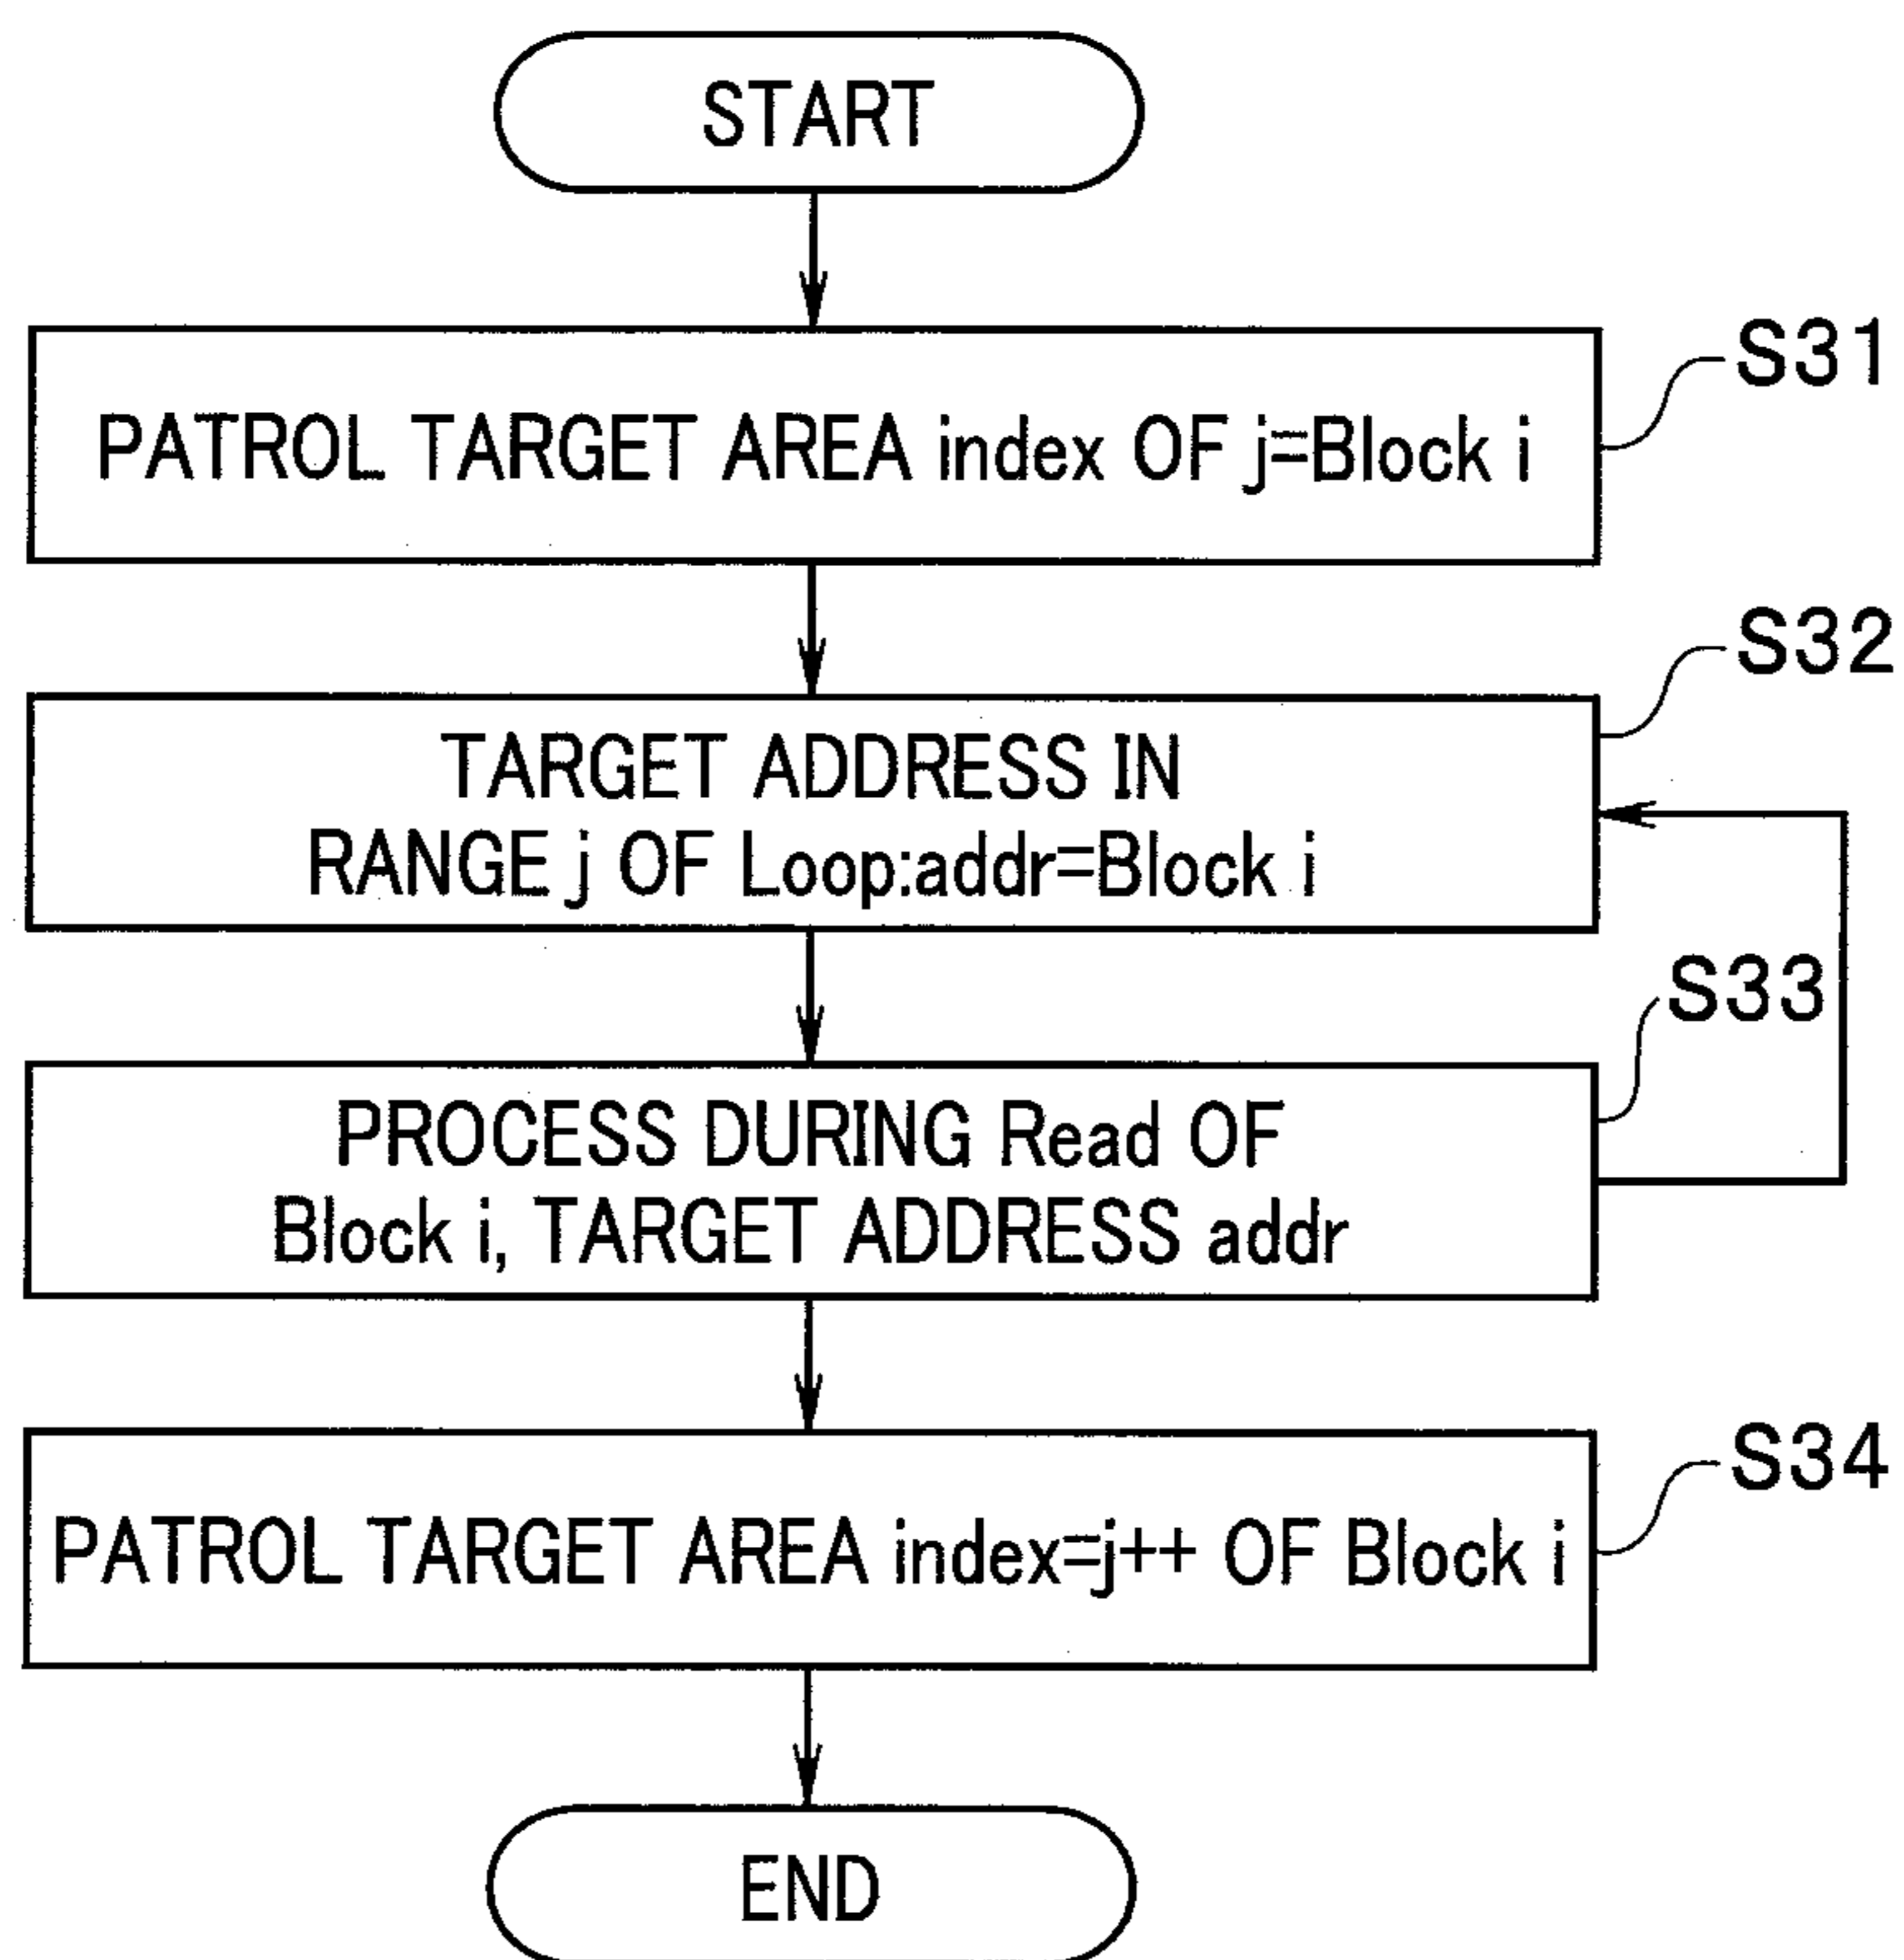 START
PATROL TARGET AREA index OF j=Block i
S31
TARGET ADDRESS IN
RANGE j OF Loop:addr=Block i
S32
PROCESS DURING Read OF
Block i, TARGET ADDRESS addr
S33
PATROL TARGET AREA index=j++ OF Block i
S34
END